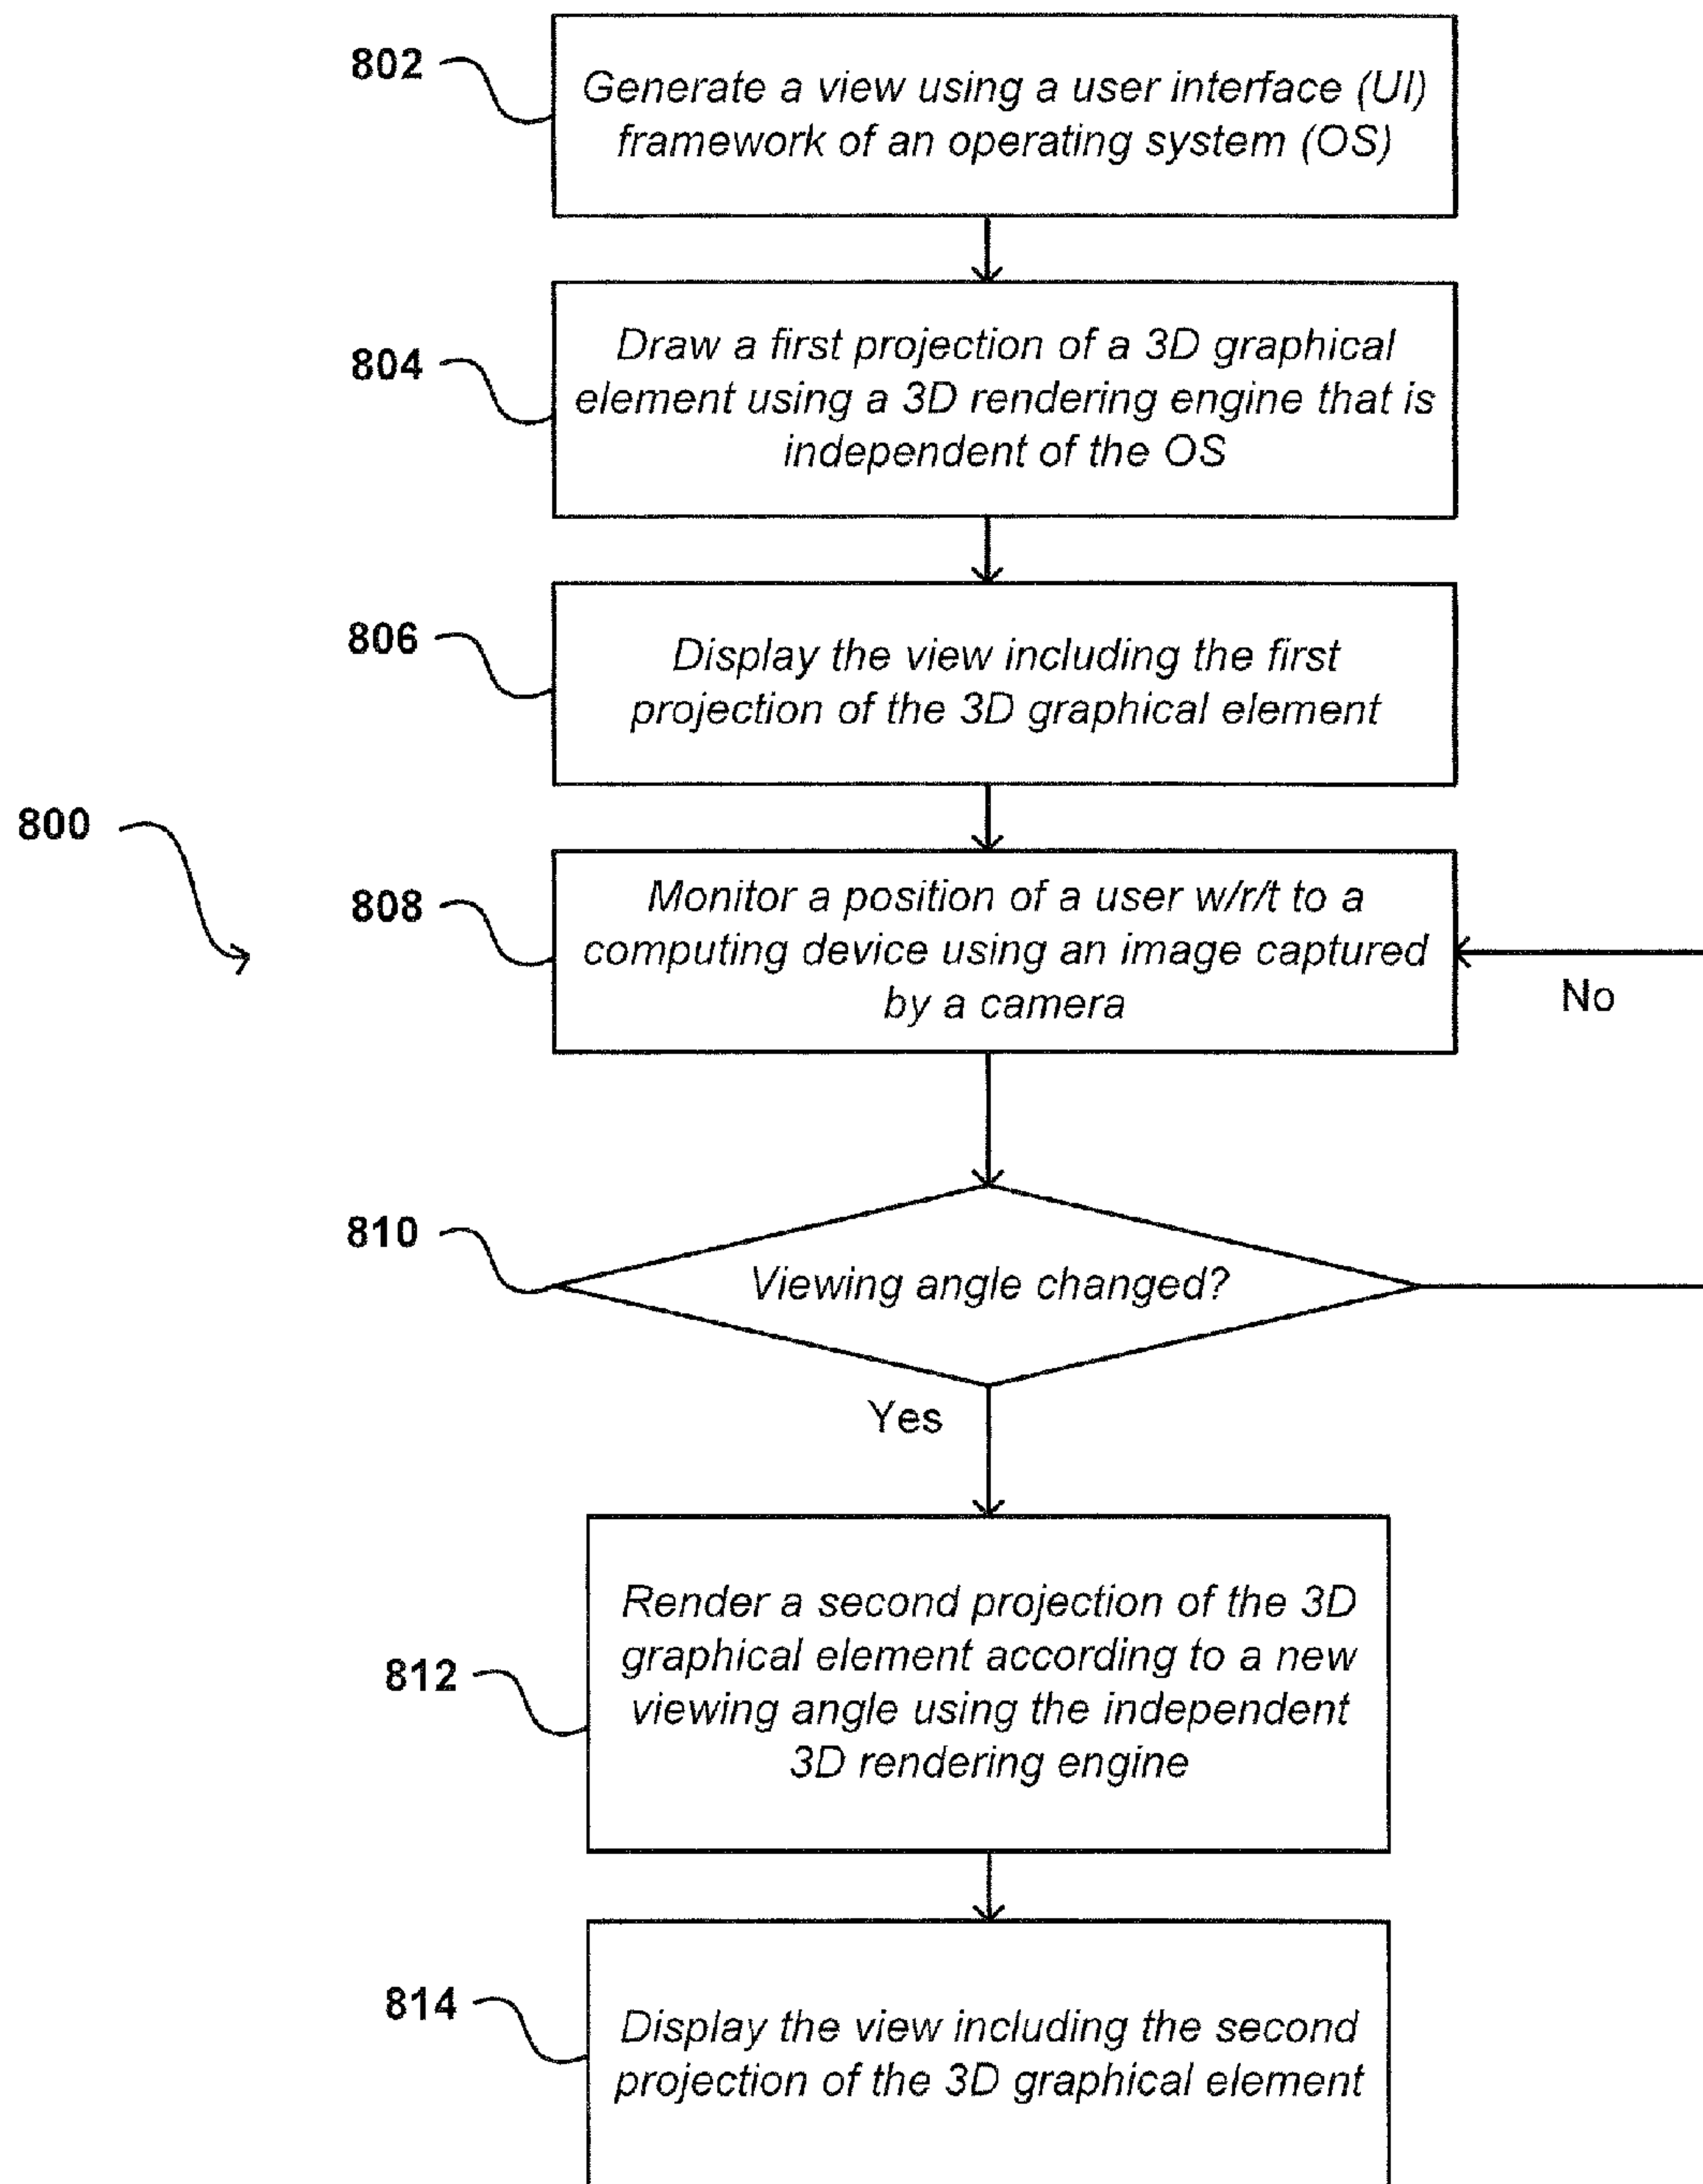 802
Generate a view using a user interface (UI)
framework of an operating system (OS)
804
Draw a first projection of a 3D graphical
element using a 3D rendering engine that is
independent of the OS
806
Display the view including the first
projection of the 3D graphical element
800
808
Monitor a position of a user w/r/t to a
computing device using an image captured
by a camera
No
810
Viewing angle changed?
Yes
812
Render a second projection of the 3D
graphical element according to a new
viewing angle using the independent
3D rendering engine
814
Display the view including the second
projection of the 3D graphical element